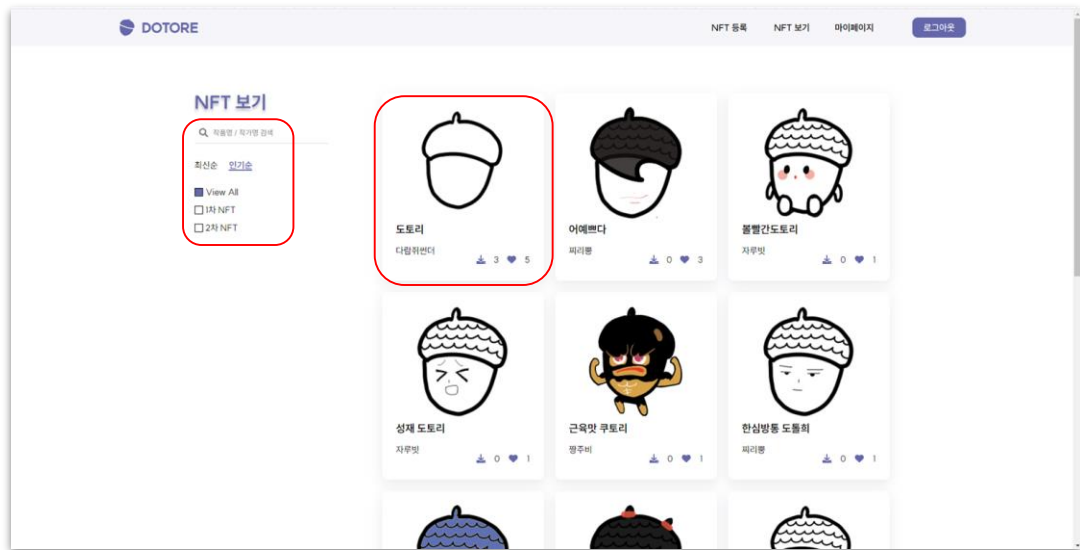 DOTORE
NFT 등록 NFT 보기 마이페이지 로그아웃
NFT 보기
작품명 / 작가명 검색
최신순 인기순
View All
1차 NFT
2차 NFT
도토리
다람쥐썬더
3 5
어예쁘다
찌리뽕
0 3
볼빨간도토리
자루빗
0 1
성재 도토리
자루빗
0 1
근육맛 쿠토리
짱주비
0 1
한심방통 도톨희
찌리뽕
0 1